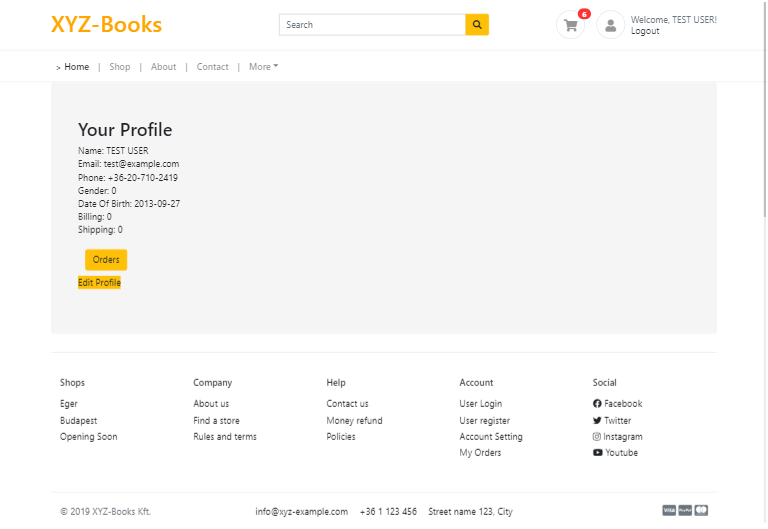 XYZ-Books
Search
6
Welcome, TEST USER!
Logout
> Home | Shop | About | Contact | More
Your Profile
Name: TEST USER
Email: test@example.com
Phone: +36-20-710-2419
Gender: 0
Date Of Birth: 2013-09-27
Billing: 0
Shipping: 0
Orders
Edit Profile
Shops
Eger
Budapest
Opening Soon
Company
About us
Find a store
Rules and terms
Help
Contact us
Money refund
Policies
Account
User Login
User register
Account Setting
My Orders
Social
Facebook
Twitter
Instagram
Youtube
© 2019 XYZ-Books Kft.
info@xyz-example.com +36 1 123 456 Street name 123, City
VISA PayPal